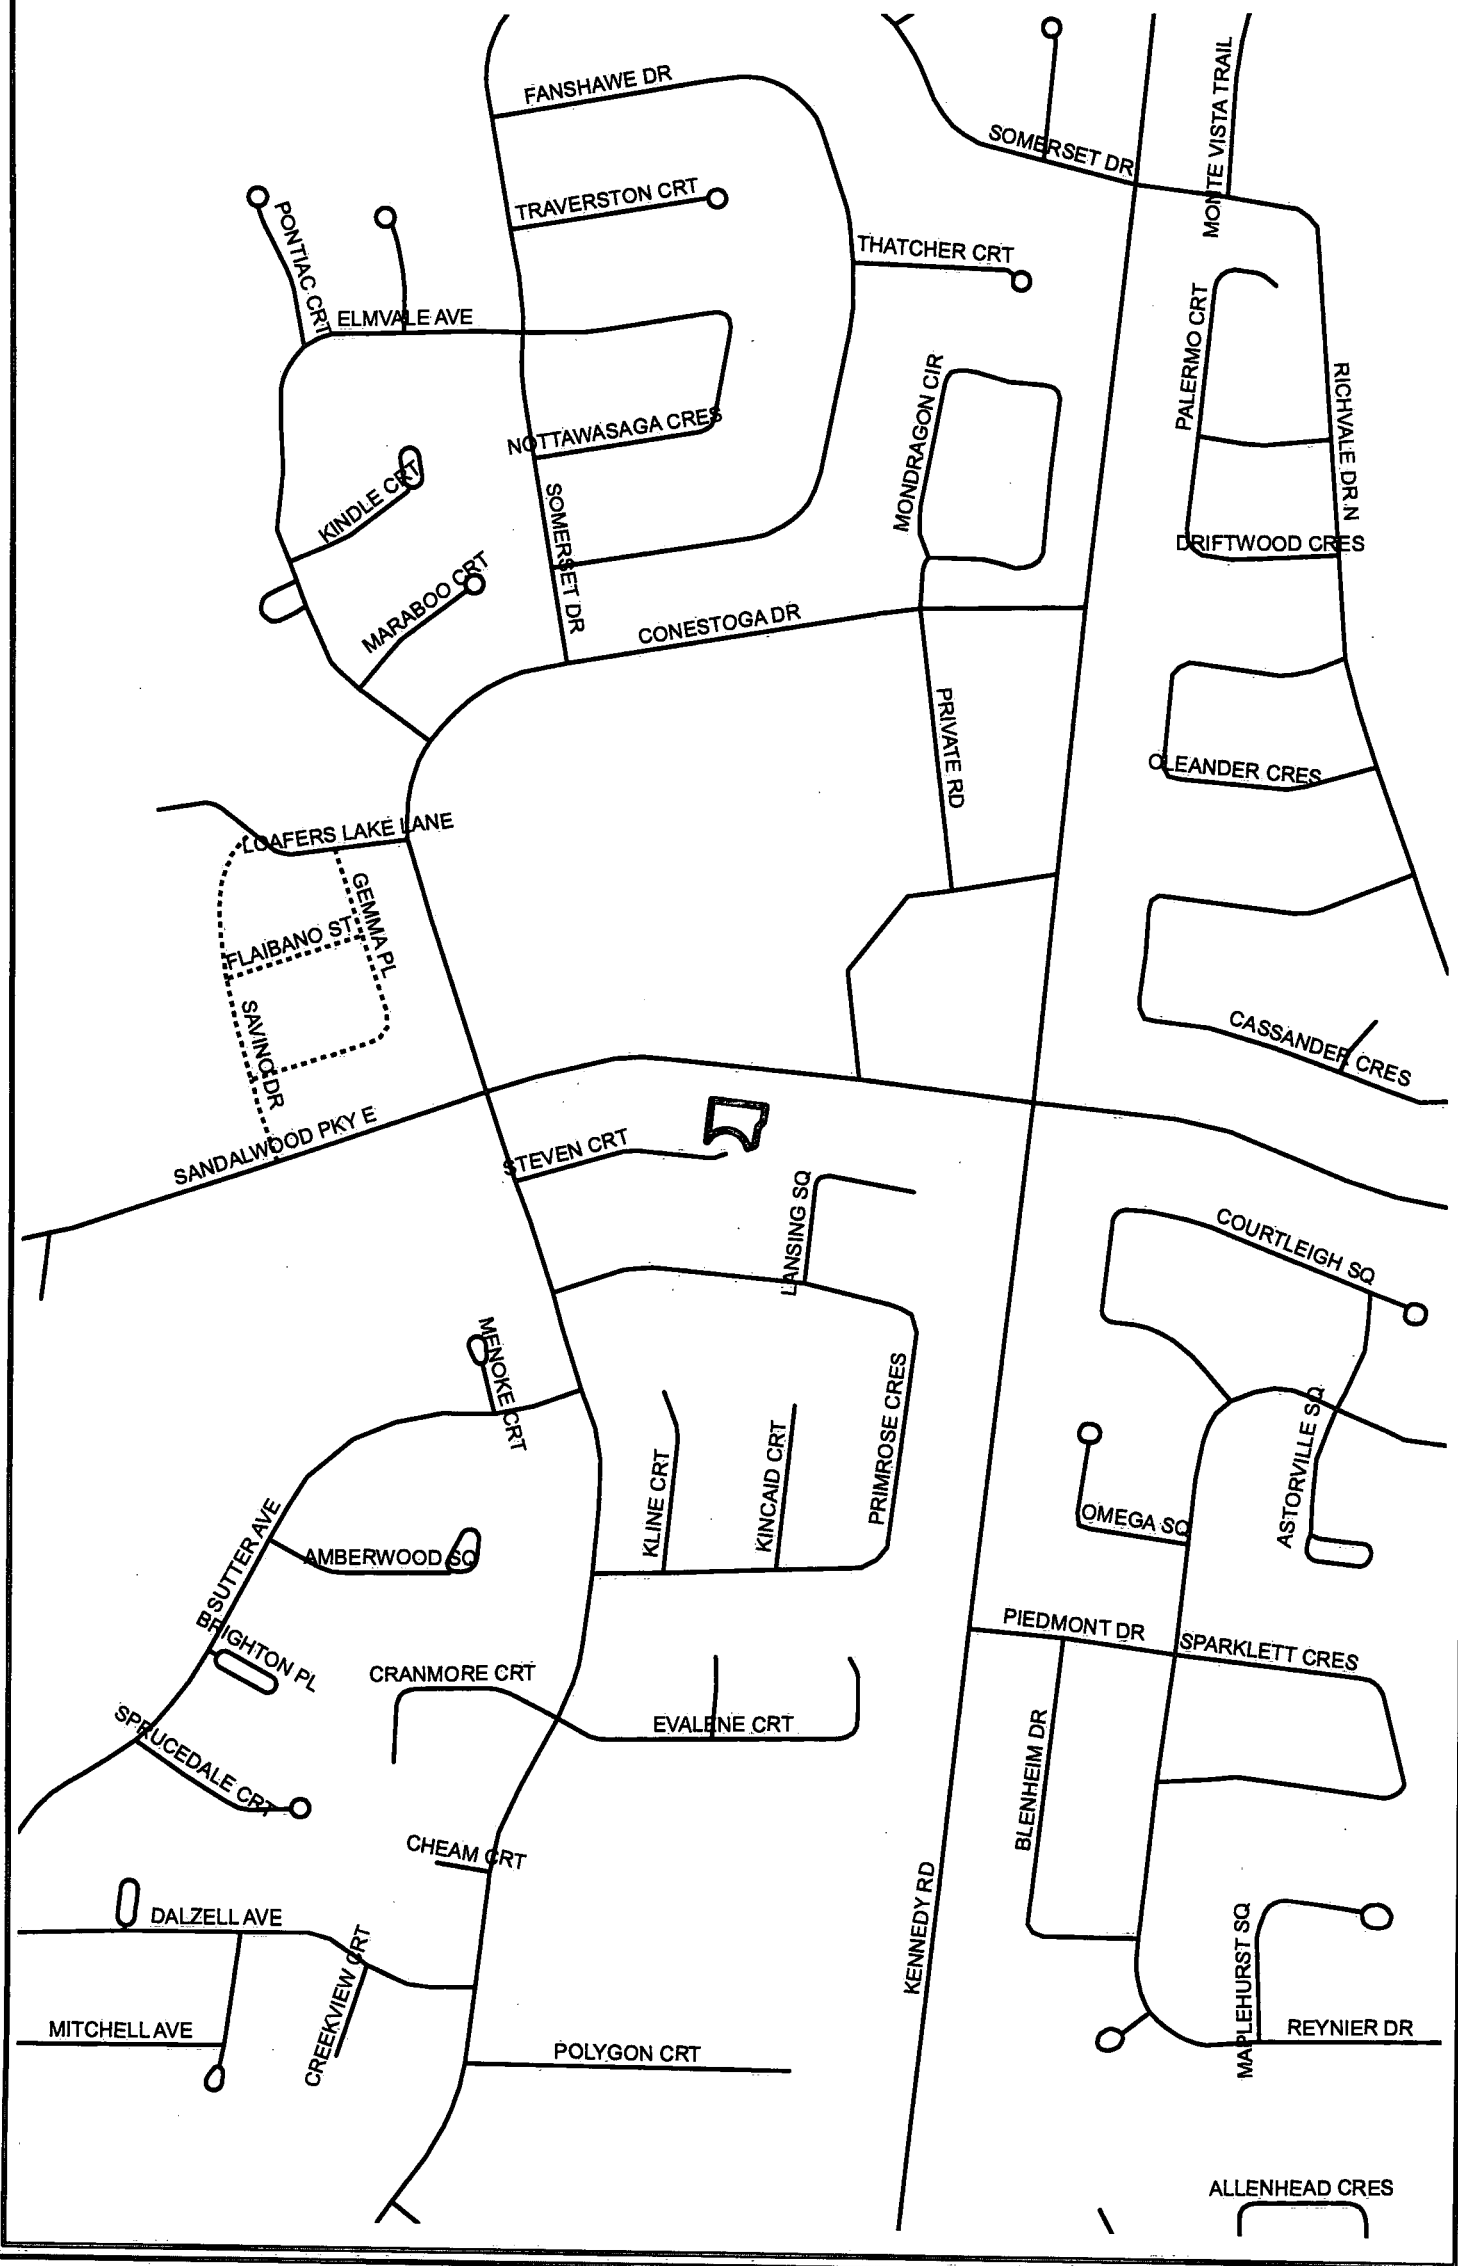 FANSHAWE DR
MONTE VISTA TRAIL
SOMERSET DR
TRAVERSTON CRT
PONTIAC CRT
THATCHER CRT
ELMVALE AVE
PALERMO CRT
MONDRAGON CIR
RICHVALE DR N
NOTTAWASAGA CRES
KINDLE CRT
SOMERSET DR
DRIFTWOOD CRES
MARABOO CRT
CONESTOGA DR
PRIVATE RD
OLEANDER CRES
LOAFERS LAKE LANE
GEMMA PL
FLAIBANO ST
SAVINO DR
CASSANDER CRES
SANDALWOOD PKY E
STEVEN CRT
LANSING SQ
COURTLEIGH SQ
MENOKE CRT
PRIMROSE CRES
ASTORVILLE SQ
KLINE CRT
KINCAID CRT
SUTTER AVE
OMEGA SQ
AMBERWOOD SQ
BRIGHTON PL
PIEDMONT DR
SPARKLETT CRES
CRANMORE CRT
EVALENE CRT
SPRUCEDALE CRT
BLENHEIM DR
CHEAM CRT
KENNEDY RD
DALZELL AVE
MAPLEHURST SQ
CREEKVIEW CRT
MITCHELL AVE
REYNIER DR
POLYGON CRT
ALLENHEAD CRES